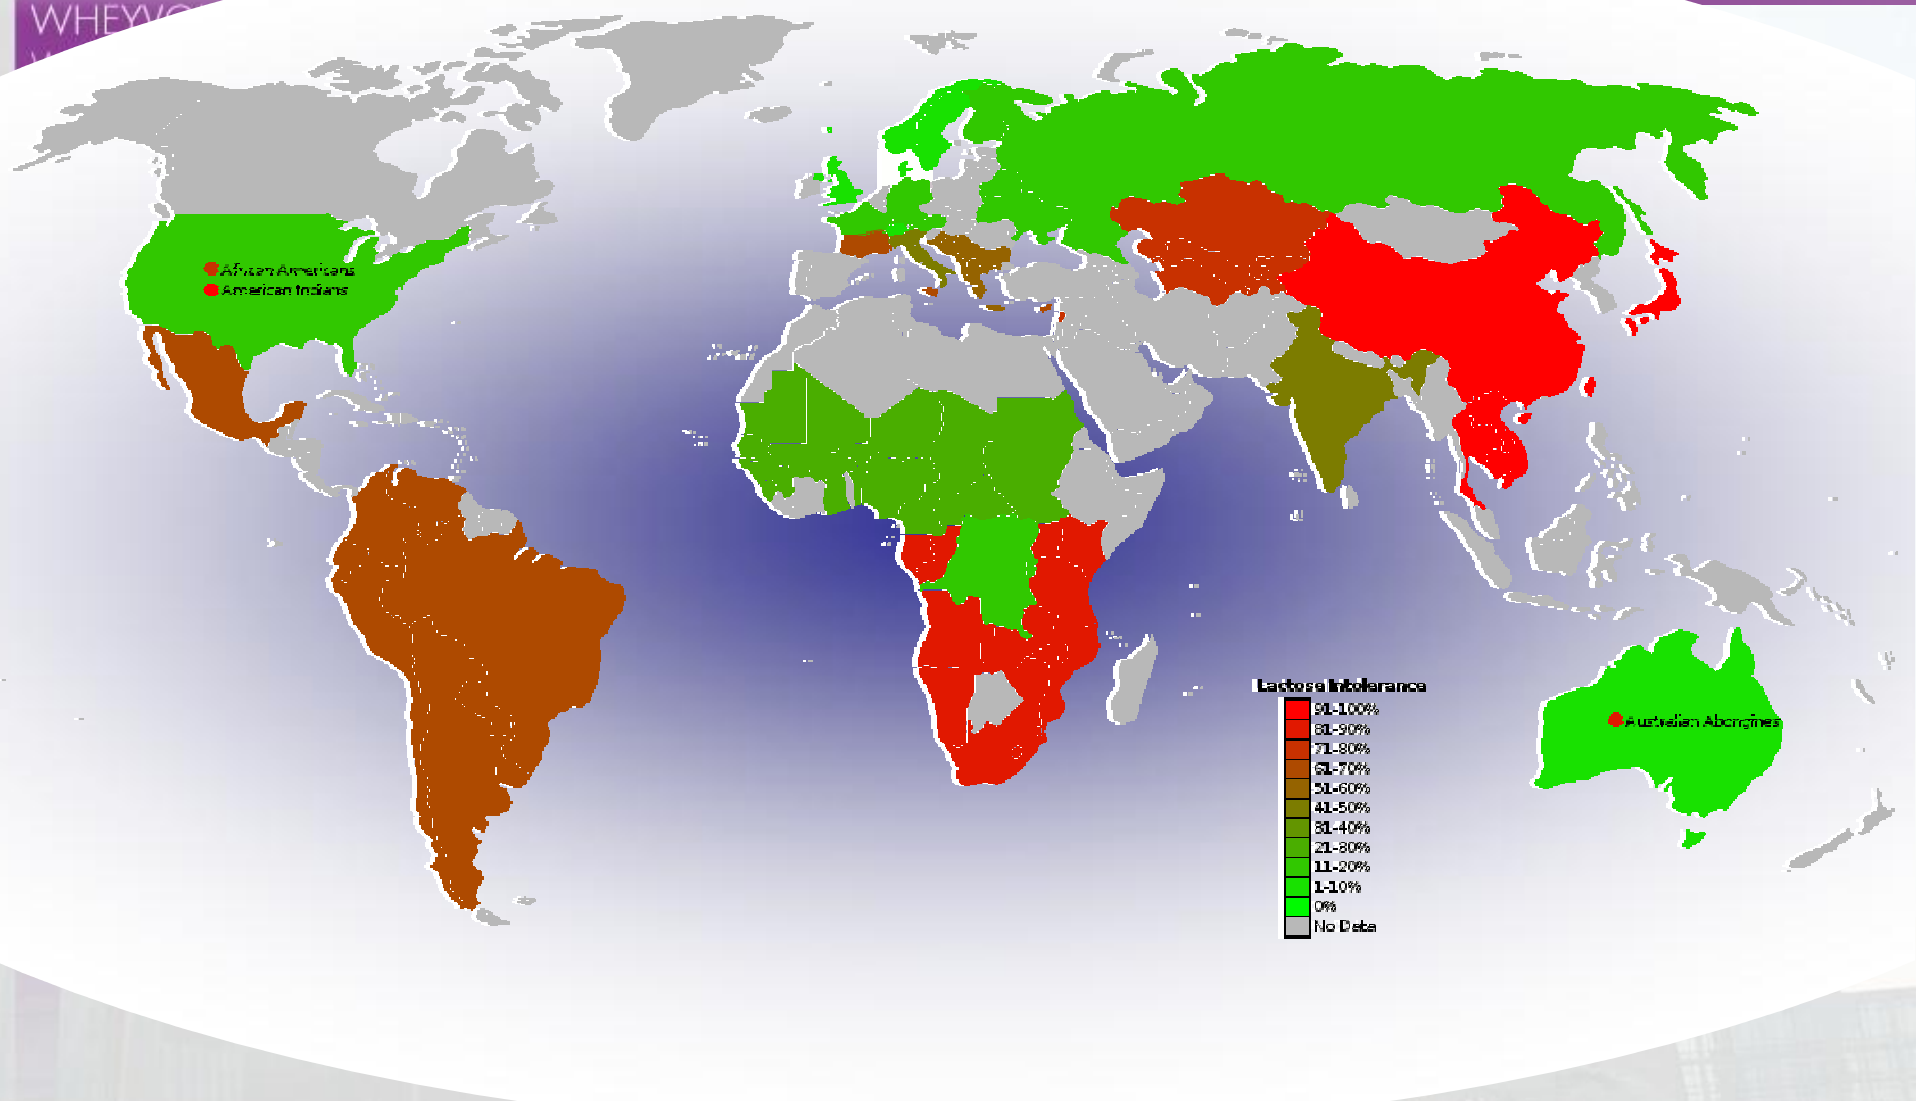 African Americans
American Indians
Lactose Intolerance
91-100%
81-90%
71-80%
61-70%
51-60%
41-50%
31-40%
21-30%
11-20%
1-10%
0%
No Data
Australian Aborigines